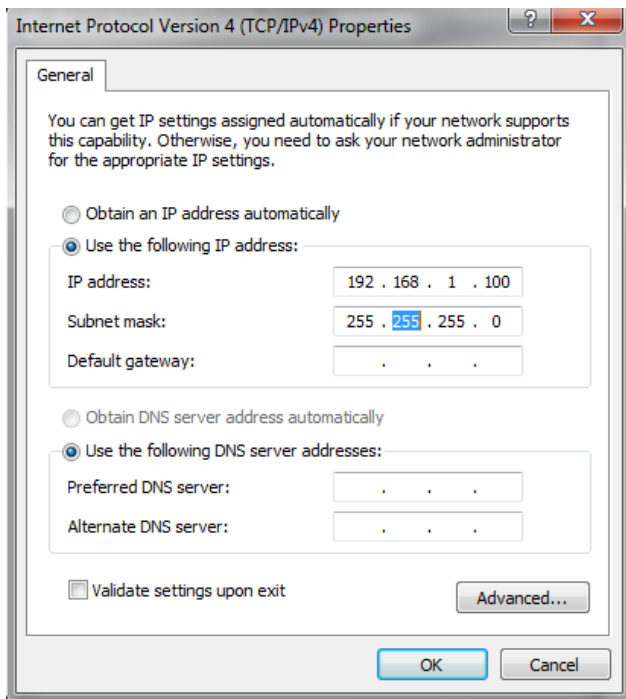 Internet Protocol Version 4 (TCP/IPv4) Properties
General
You can get IP settings assigned automatically if your network supports
this capability. Otherwise, you need to ask your network administrator
for the appropriate IP settings.
Obtain an IP address automatically
Use the following IP address:
IP address: 192 . 168 . 1 . 100
Subnet mask: 255 . 255 . 255 . 0
Default gateway: . . .
Obtain DNS server address automatically
Use the following DNS server addresses:
Preferred DNS server: . . .
Alternate DNS server: . . .
Validate settings upon exit
Advanced...
OK Cancel